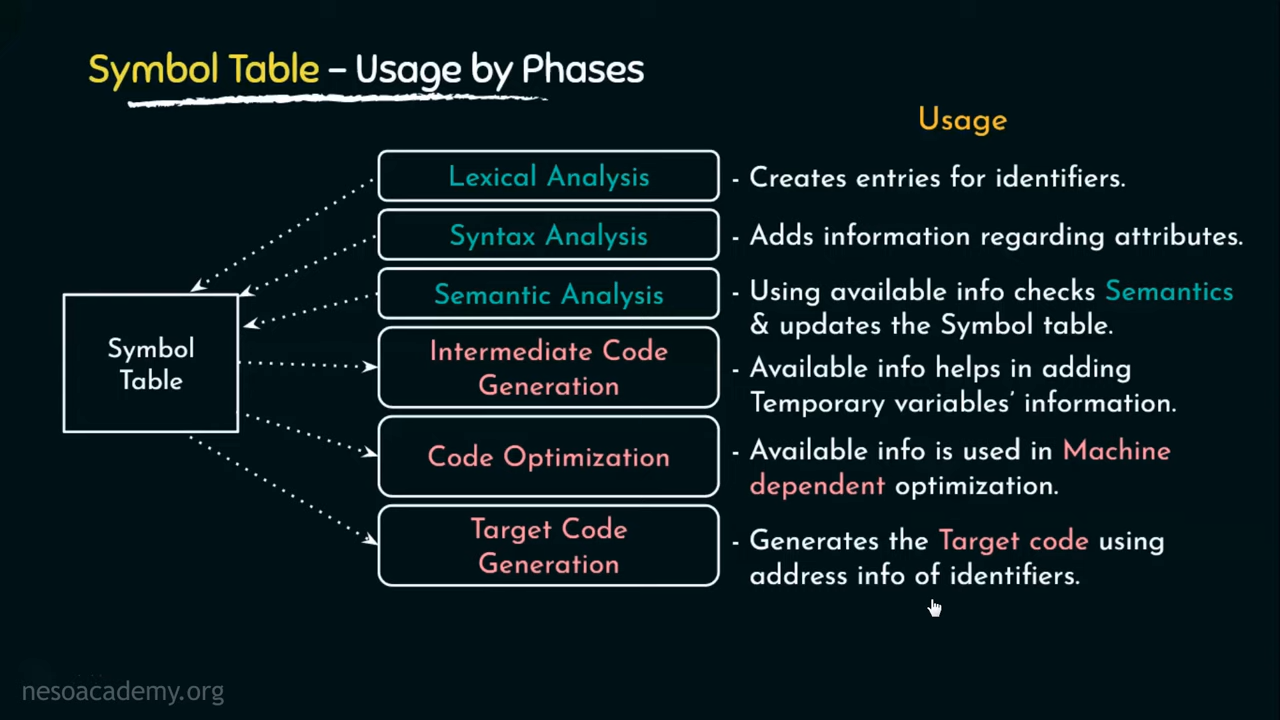 Symbol Table – Usage by Phases
Usage
Lexical Analysis
- Creates entries for identifiers.
Syntax Analysis
- Adds information regarding attributes.
Semantic Analysis
- Using available info checks Semantics
& updates the Symbol table.
Symbol
Table
Intermediate Code
Generation
- Available info helps in adding
Temporary variables’ information.
Code Optimization
- Available info is used in Machine
dependent optimization.
Target Code
Generation
- Generates the Target code using
address info of identifiers.
nesoacademy.org